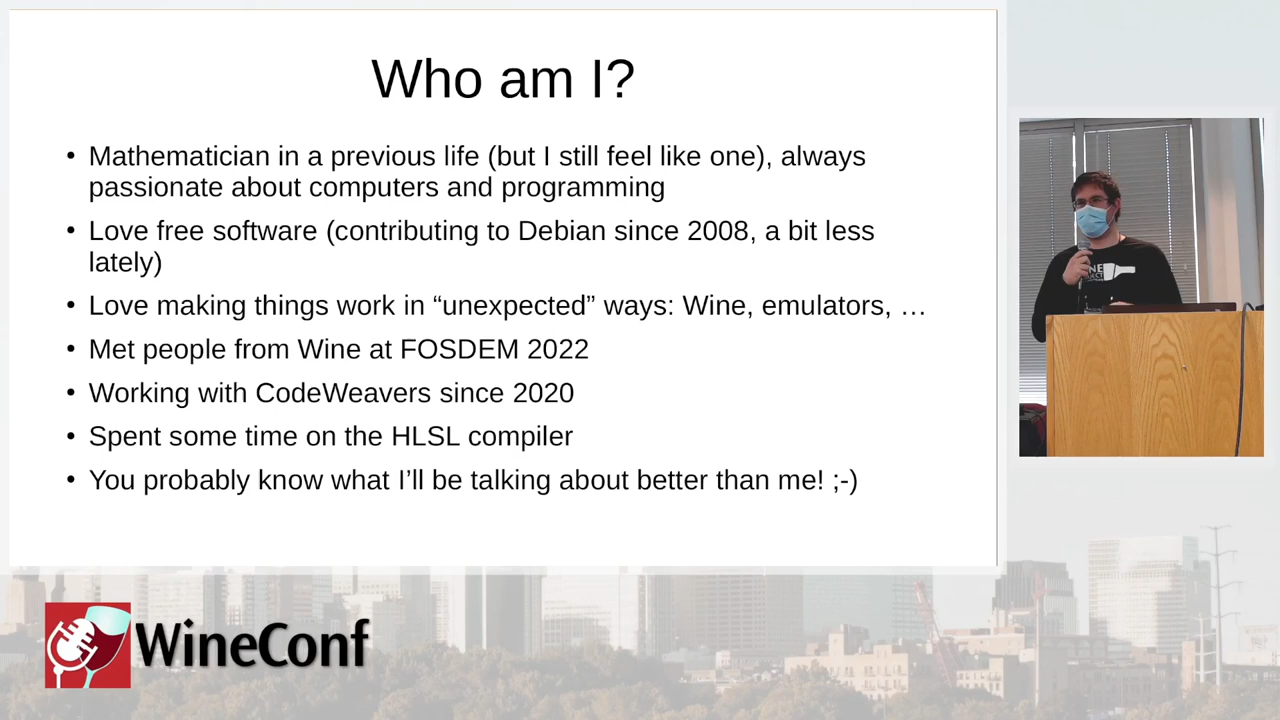 Who am I?
• Mathematician in a previous life (but I still feel like one), always
passionate about computers and programming
• Love free software (contributing to Debian since 2008, a bit less
lately)
• Love making things work in “unexpected” ways: Wine, emulators, …
• Met people from Wine at FOSDEM 2022
• Working with CodeWeavers since 2020
• Spent some time on the HLSL compiler
• You probably know what I’ll be talking about better than me! ;-)
WineConf